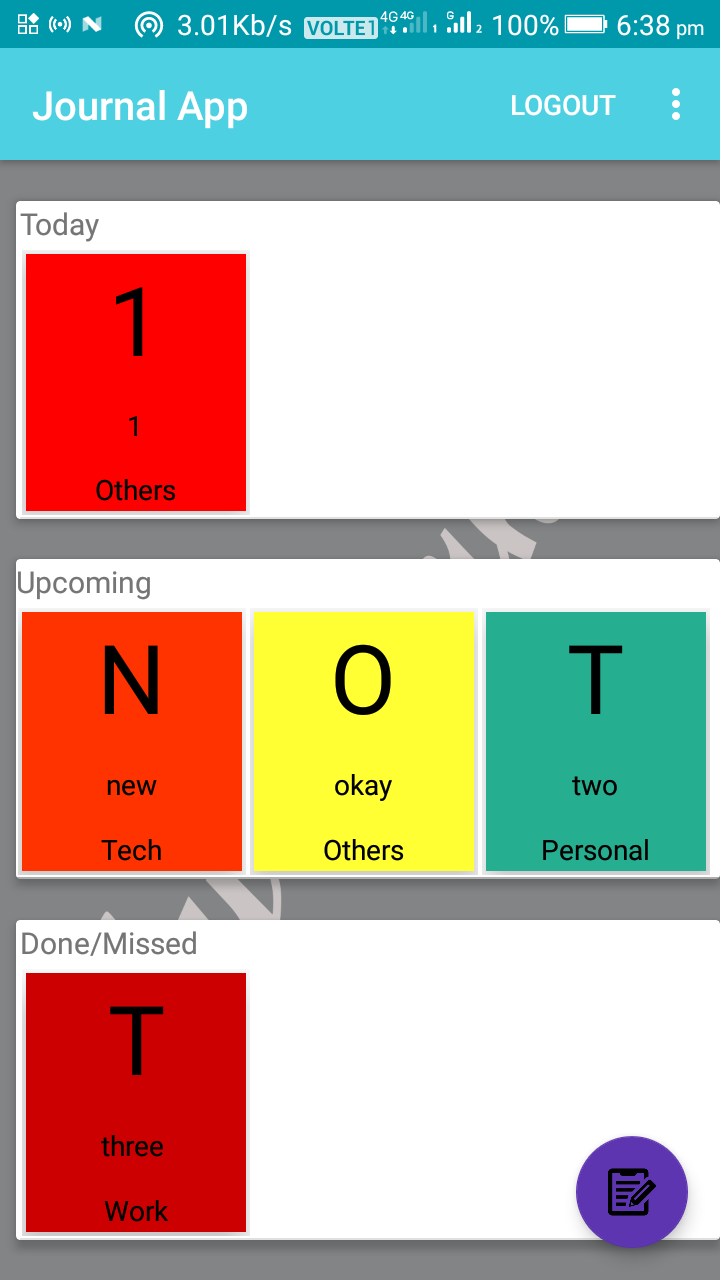 3.01Kb/s VOLTE 1 4G 4G 1 G 2 100% 6:38 pm
Journal App LOGOUT
Today
1
1
Others
Upcoming
N O T
new okay two
Tech Others Personal
Done/Missed
T
three
Work